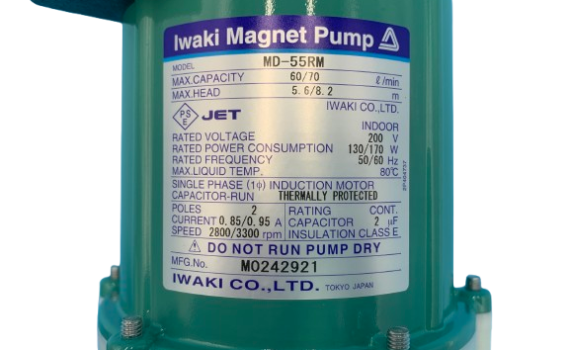 Iwaki Magnet Pump
MODEL MD-55RM
MAX.CAPACITY 60/70 ℓ/min
MAX.HEAD 5.6/8.2 m
IWAKI CO.,LTD.
PS E JET
INDOOR
RATED VOLTAGE 200 V
RATED POWER CONSUMPTION 130/170 W
RATED FREQUENCY 50/60 Hz
MAX.LIQUID TEMP. 80℃
SINGLE PHASE (1ϕ) INDUCTION MOTOR
CAPACITOR-RUN THERMALLY PROTECTED
POLES 2 RATING CONT.
CURRENT 0.85/0.95 A CAPACITOR 2 μF
SPEED 2800/3300 rpm INSULATION CLASS E
⚠ DO NOT RUN PUMP DRY
MFG.No. M0242921
IWAKI CO.,LTD. TOKYO JAPAN